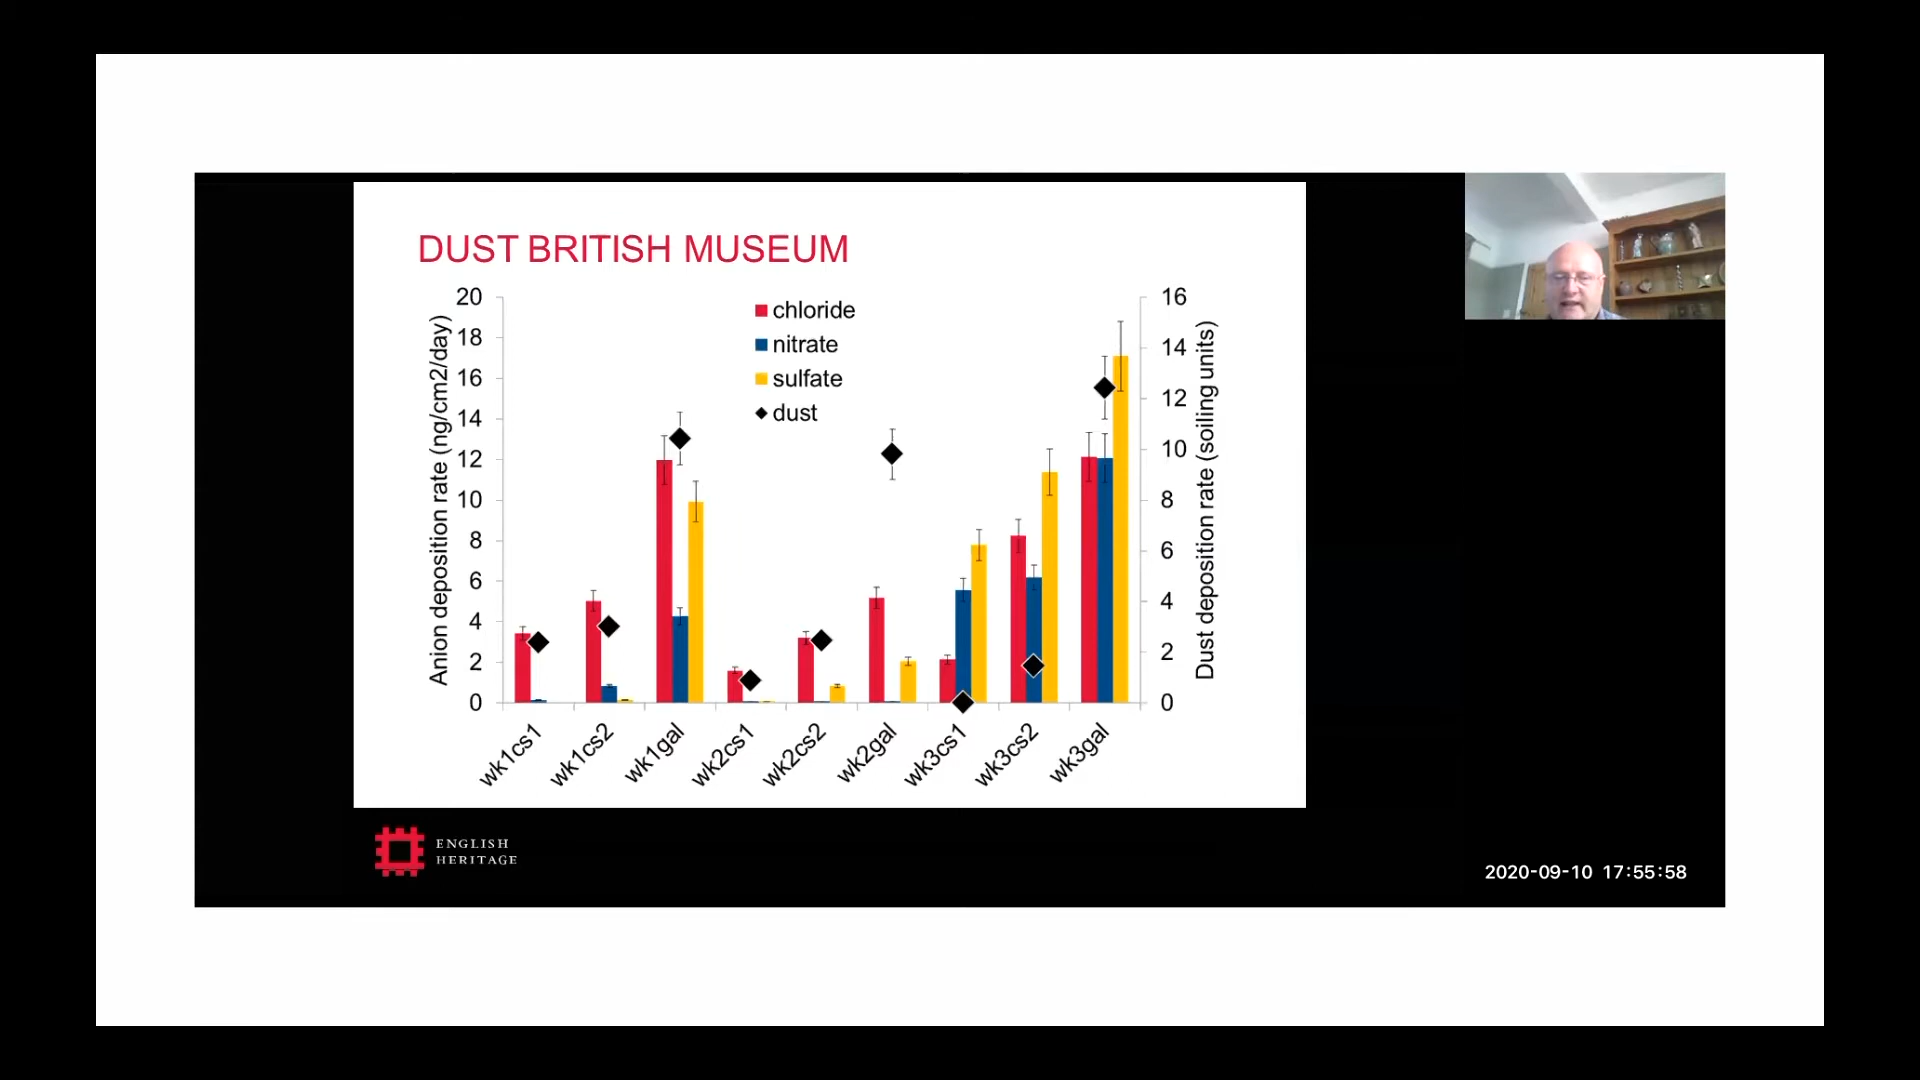 DUST BRITISH MUSEUM
20
18
16
14
12
10
8
6
4
2
0
Anion deposition rate (ng/cm2/day)
chloride
nitrate
sulfate
dust
16
14
12
10
8
6
4
2
0
Dust deposition rate (soiling units)
wk1cs1
wk1cs2
wk1gal
wk2cs1
wk2cs2
wk2gal
wk3cs1
wk3cs2
wk3gal
ENGLISH
HERITAGE
2020-09-10 17:55:58